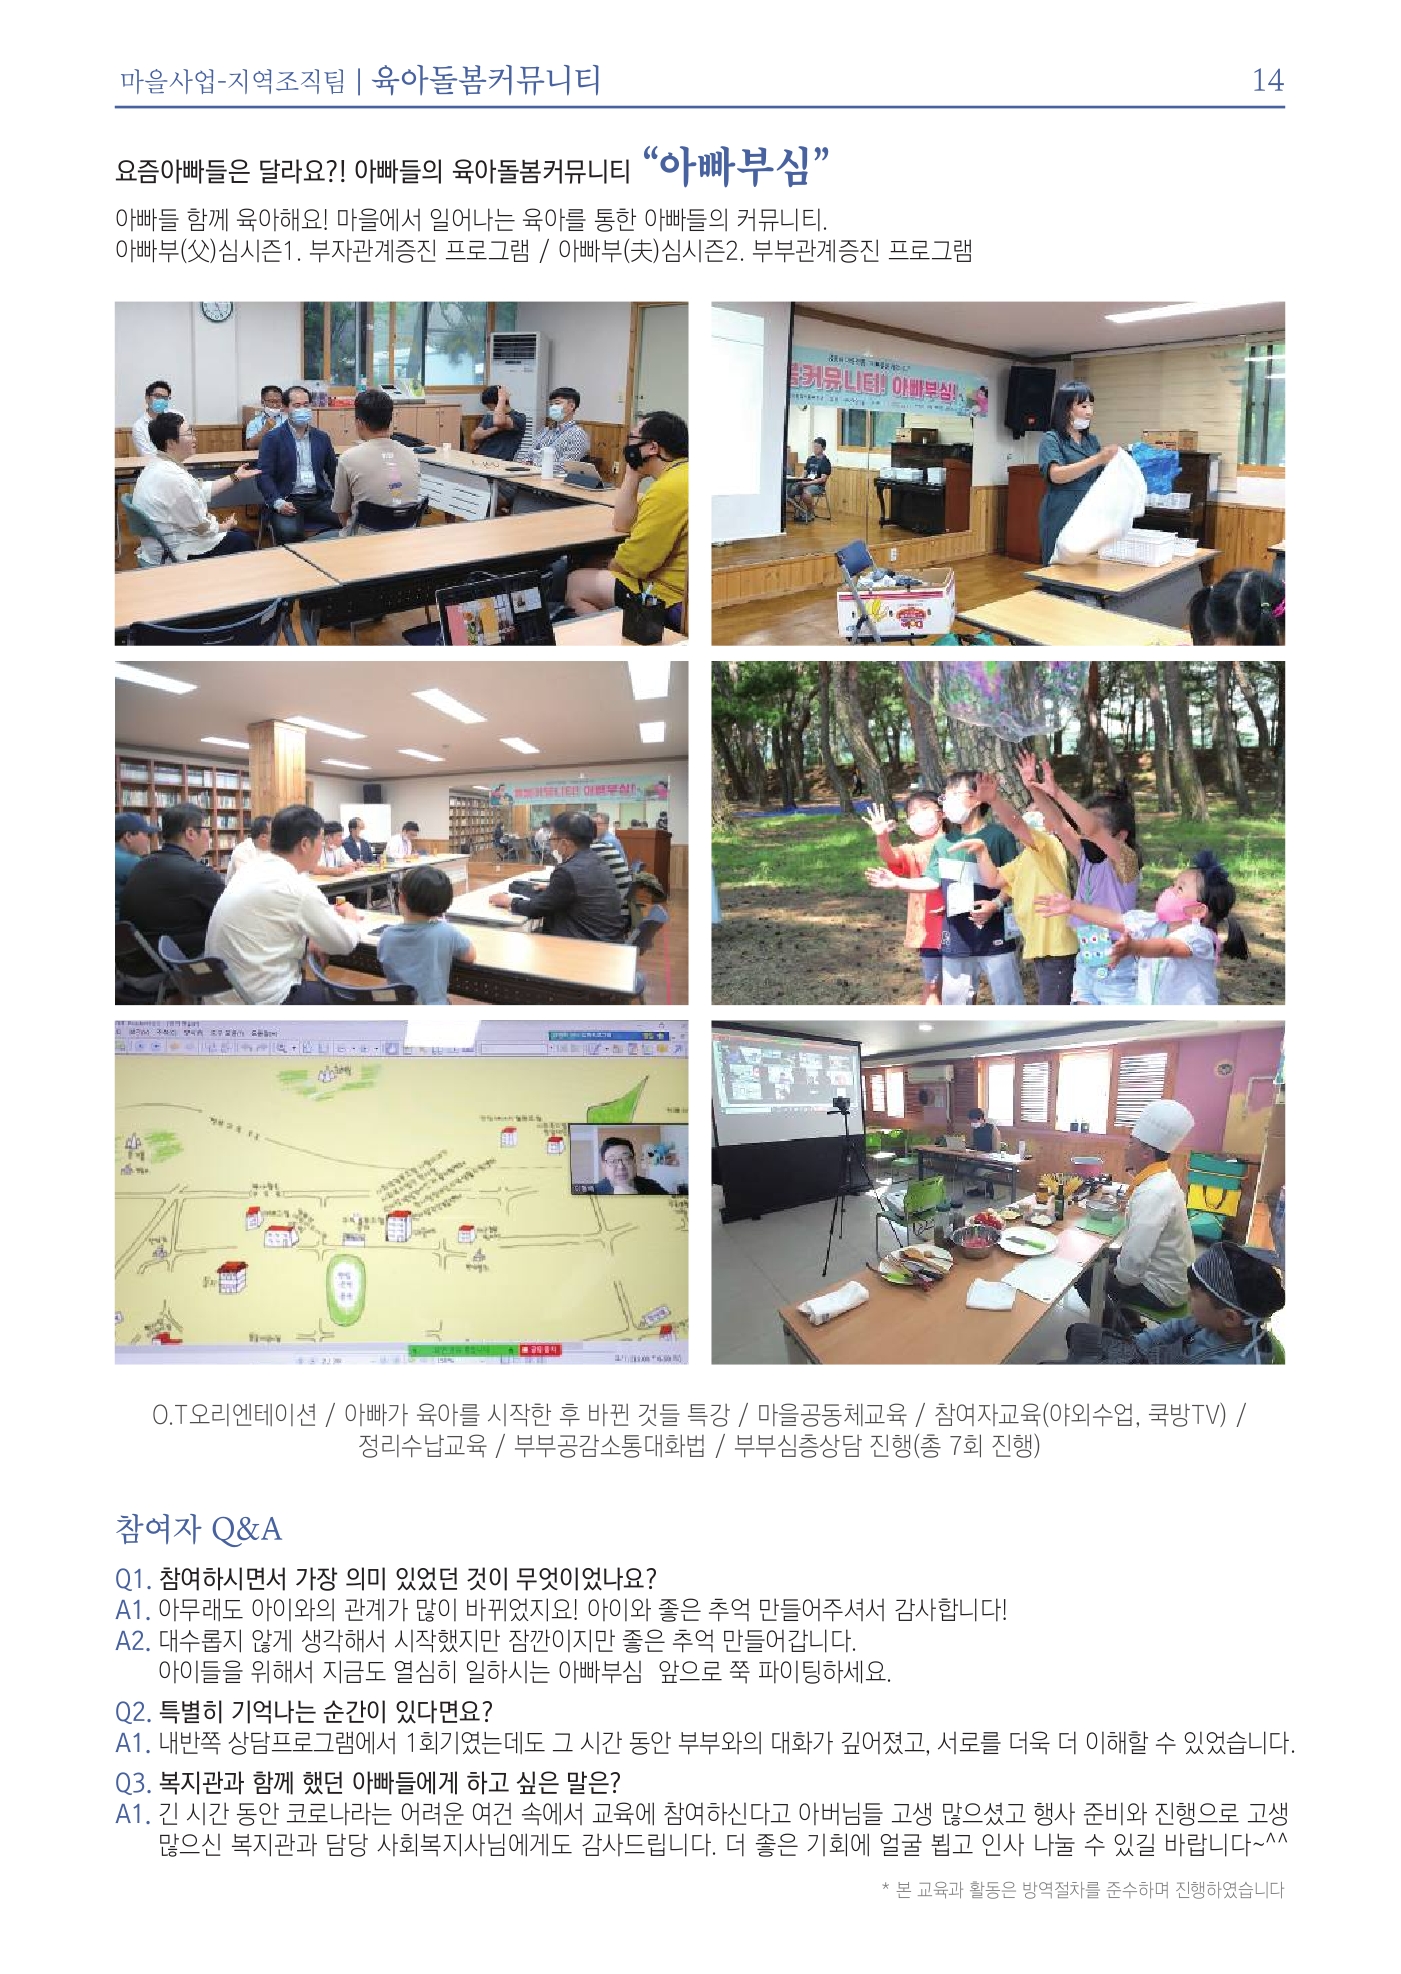 마을사업-지역조직팀 | 육아돌봄커뮤니티
14
요즘아빠들은 달라요?! 아빠들의 육아돌봄커뮤니티 “아빠부심”
아빠들 함께 육아해요! 마을에서 일어나는 육아를 통한 아빠들의 커뮤니티.
아빠부(父)심시즌1. 부자관계증진 프로그램 / 아빠부(夫)심시즌2. 부부관계증진 프로그램
커뮤니티! 아빠부심!
커뮤니티! 아빠부심!
O.T오리엔테이션 / 아빠가 육아를 시작한 후 바뀐 것들 특강 / 마을공동체교육 / 참여자교육(야외수업, 쿡방TV) /
정리수납교육 / 부부공감소통대화법 / 부부심층상담 진행(총 7회 진행)
참여자 Q&A
Q1. 참여하시면서 가장 의미 있었던 것이 무엇이었나요?
A1. 아무래도 아이와의 관계가 많이 바뀌었지요! 아이와 좋은 추억 만들어주셔서 감사합니다!
A2. 대수롭지 않게 생각해서 시작했지만 잠깐이지만 좋은 추억 만들어갑니다.
아이들을 위해서 지금도 열심히 일하시는 아빠부심 앞으로 쭉 파이팅하세요.
Q2. 특별히 기억나는 순간이 있다면요?
A1. 내반쪽 상담프로그램에서 1회기였는데도 그 시간 동안 부부와의 대화가 깊어졌고, 서로를 더욱 더 이해할 수 있었습니다.
Q3. 복지관과 함께 했던 아빠들에게 하고 싶은 말은?
A1. 긴 시간 동안 코로나라는 어려운 여건 속에서 교육에 참여하신다고 아버님들 고생 많으셨고 행사 준비와 진행으로 고생
많으신 복지관과 담당 사회복지사님에게도 감사드립니다. 더 좋은 기회에 얼굴 뵙고 인사 나눌 수 있길 바랍니다~^^
* 본 교육과 활동은 방역절차를 준수하며 진행하였습니다